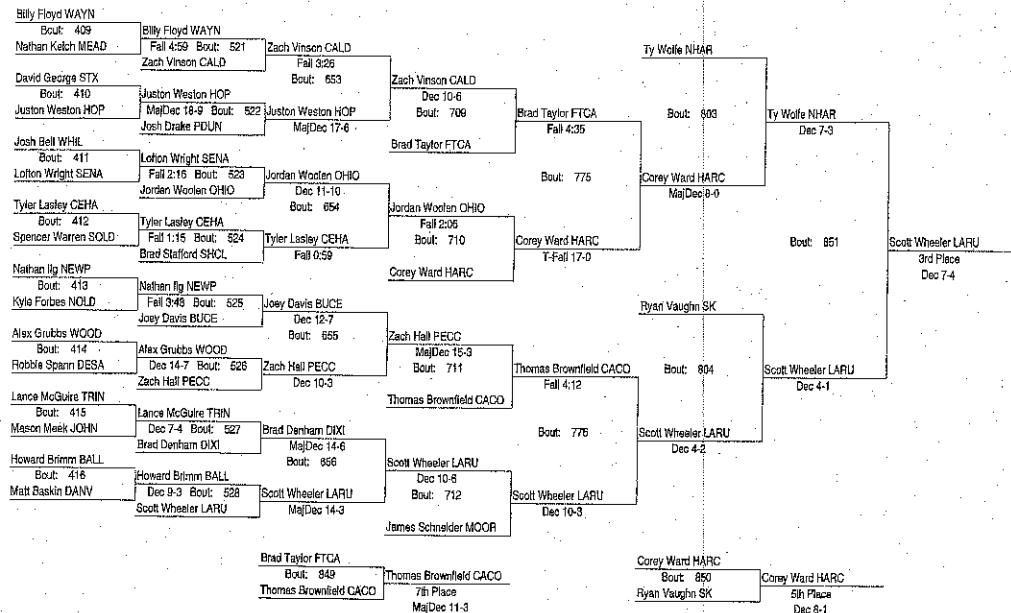 Billy Floyd WAYN
Bout: 409
Nathan Kelch MEAD
David George STX
Bout: 410
Juston Weston HOP
Josh Bell WHIL
Bout: 411
Lofton Wright SENA
Tyler Lasley CEHA
Bout: 412
Spencer Warren SOLD
Nathan Ilg NEWP
Bout: 413
Kyle Forbes NOLD
Alex Grubbs WOOD
Bout: 414
Robbie Spann DESA
Lance McGuire TRIN
Bout: 415
Mason Meek JOHN
Howard Brimm BALL
Bout: 416
Matt Baskin DANV
Billy Floyd WAYN
Fall 4:59 Bout: 521
Zach Vinson CALD
Juston Weston HOP
MajDec 18-9 Bout: 522
Josh Drake PDUN
Lofton Wright SENA
Fall 2:16 Bout: 523
Jordan Woolen OHIO
Tyler Lasley CEHA
Fall 1:15 Bout: 524
Brad Stafford SHCL
Nathan Ilg NEWP
Fall 3:48 Bout: 525
Joey Davis BUCE
Alex Grubbs WOOD
Dec 14-7 Bout: 526
Zach Hall PECC
Lance McGuire TRIN
Dec 7-4 Bout: 527
Brad Denham DIXI
Howard Brimm BALL
Dec 9-3 Bout: 528
Scott Wheeler LARU
Zach Vinson CALD
Fall 3:26
Bout: 653
Juston Weston HOP
MajDec 17-6
Jordan Woolen OHIO
Dec 11-10
Bout: 654
Tyler Lasley CEHA
Fall 0:59
Joey Davis BUCE
Dec 12-7
Bout: 655
Zach Hall PECC
Dec 10-3
Brad Denham DIXI
MajDec 14-6
Bout: 656
Scott Wheeler LARU
MajDec 14-3
Zach Vinson CALD
Dec 10-6
Bout: 709
Brad Taylor FTCA
Jordan Woolen OHIO
Fall 2:06
Bout: 710
Corey Ward HARC
Zach Hall PECC
MajDec 15-3
Bout: 711
Thomas Brownfield CACO
Scott Wheeler LARU
Dec 10-6
Bout: 712
James Schneider MOOR
Brad Taylor FTCA
Fall 4:35
Bout: 775
Corey Ward HARC
T-Fall 17-0
Thomas Brownfield CACO
Fall 4:12
Bout: 776
Scott Wheeler LARU
Dec 10-3
Ty Wolfe NHAR
Bout: 803
Corey Ward HARC
MajDec 8-0
Ryan Vaughn SK
Bout: 804
Scott Wheeler LARU
Dec 4-2
Ty Wolfe NHAR
Dec 7-3
Bout: 851
Scott Wheeler LARU
Dec 4-1
Scott Wheeler LARU
3rd Place
Dec 7-4
Brad Taylor FTCA
Bout: 849
Thomas Brownfield CACO
Thomas Brownfield CACO
7th Place
MajDec 11-3
Corey Ward HARC
Bout: 850
Ryan Vaughn SK
Corey Ward HARC
5th Place
Dec 8-1